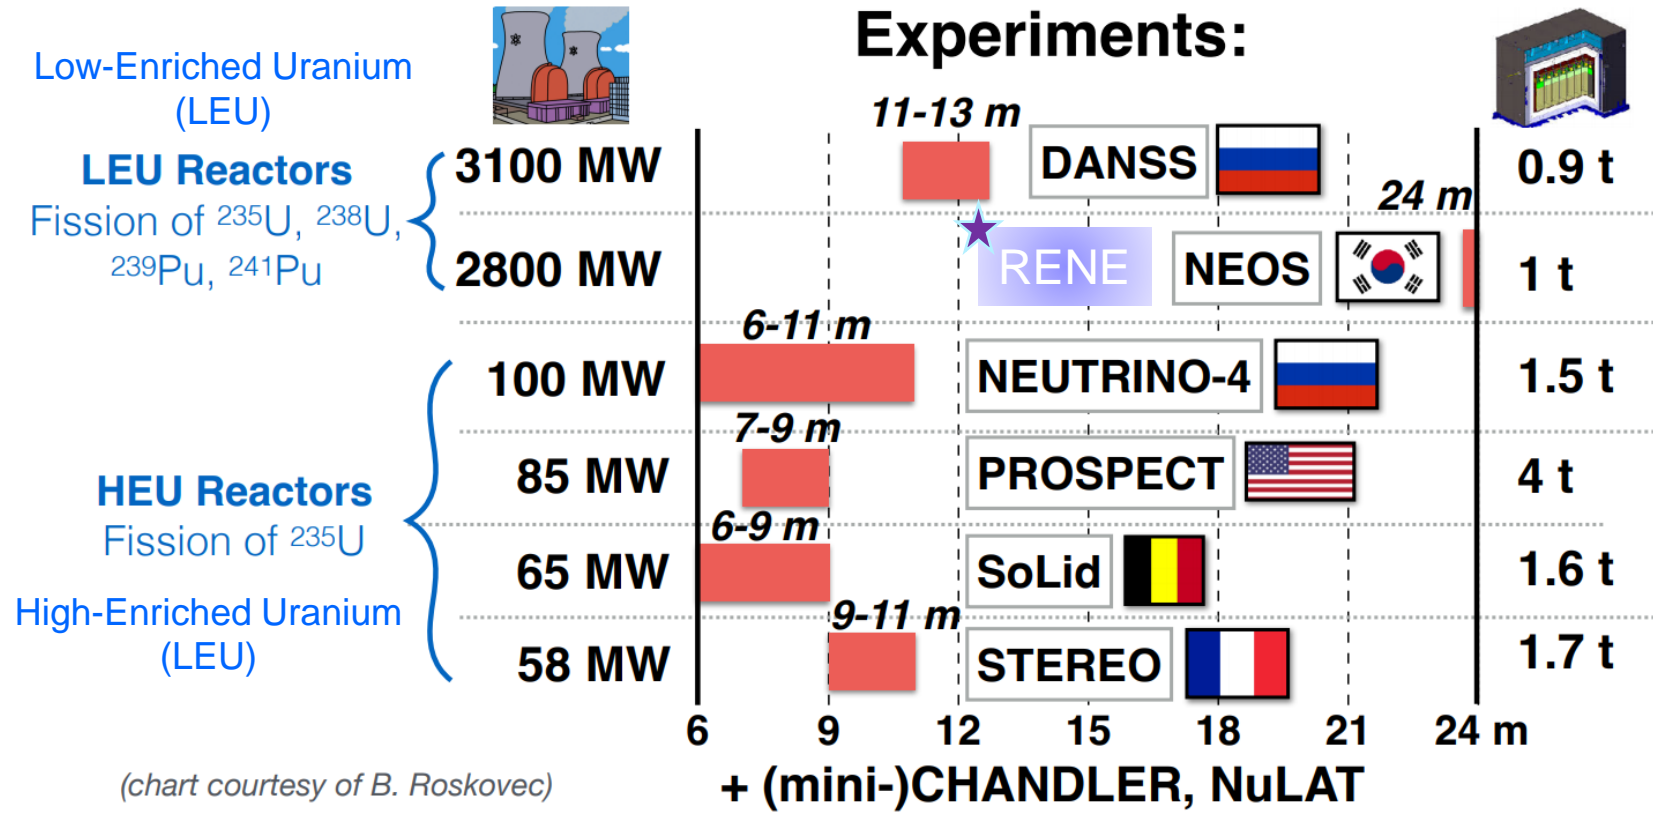 Experiments:
Low-Enriched Uranium
(LEU)
LEU Reactors
Fission of ²³⁵U, ²³⁸U,
²³⁹Pu, ²⁴¹Pu
11-13 m
3100 MW DANSS 0.9 t
24 m
2800 MW RENE NEOS 1 t
6-11 m
100 MW NEUTRINO-4 1.5 t
7-9 m
85 MW PROSPECT 4 t
HEU Reactors
Fission of ²³⁵U
6-9 m
65 MW SoLid 1.6 t
High-Enriched Uranium
(LEU)
9-11 m
58 MW STEREO 1.7 t
6 9 12 15 18 21 24 m
(chart courtesy of B. Roskovec)
+ (mini-)CHANDLER, NuLAT